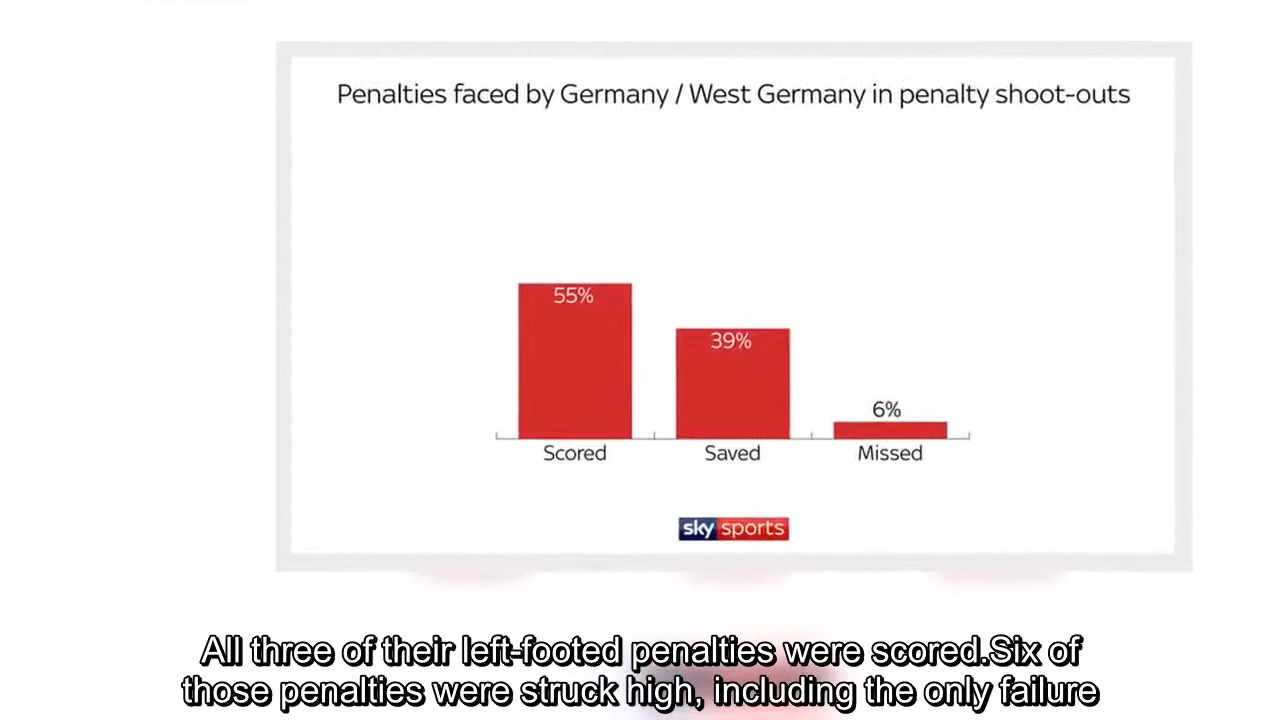 Penalties faced by Germany / West Germany in penalty shoot-outs
55%
39%
6%
Scored Saved Missed
sky sports
All three of their left-footed penalties were scored.Six of
those penalties were struck high, including the only failure